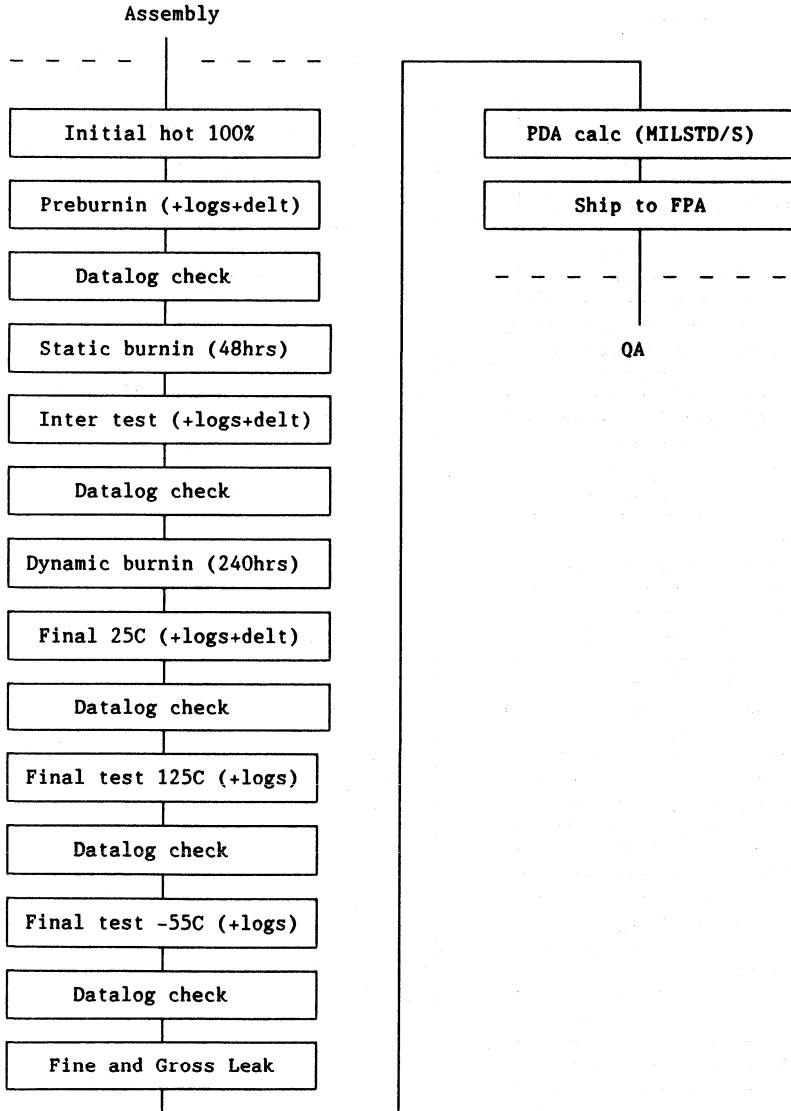 Assembly
Initial hot 100%
Preburnin (+logs+delt)
Datalog check
Static burnin (48hrs)
Inter test (+logs+delt)
Datalog check
Dynamic burnin (240hrs)
Final 25C (+logs+delt)
Datalog check
Final test 125C (+logs)
Datalog check
Final test -55C (+logs)
Datalog check
Fine and Gross Leak
PDA calc (MILSTD/S)
Ship to FPA
QA